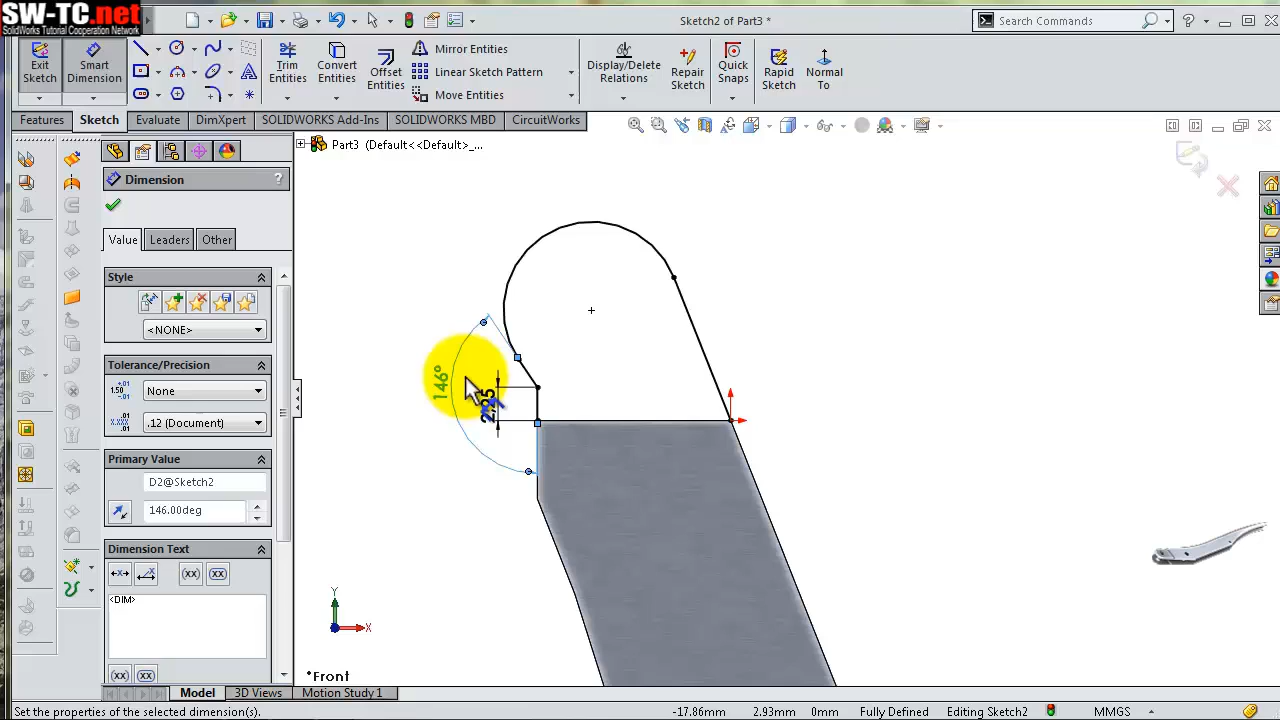 SW-TC.net
SolidWorks Tutorial Cooperation Network
Search Commands
Exit Sketch
Smart Dimension
Trim Entities
Convert Entities
Offset Entities
Mirror Entities
Linear Sketch Pattern
Move Entities
Display/Delete Relations
Repair Sketch
Quick Snaps
Rapid Sketch
Normal To
Features
Sketch
Evaluate
DimXpert
SOLIDWORKS Add-Ins
SOLIDWORKS MBD
CircuitWorks
Part3 (Default<<Default>_...
Dimension
?
Value
Leaders
Other
Style
<NONE>
Tolerance/Precision
None
.12 (Document)
Primary Value
D2@Sketch2
146.00deg
Dimension Text
(xx)
<DIM>
(xx)
146°
Y
X
*Front
Model
3D Views
Motion Study 1
Set the properties of the selected dimension(s).
-17.86mm
2.93mm
0mm
Fully Defined
Editing Sketch2
MMGS